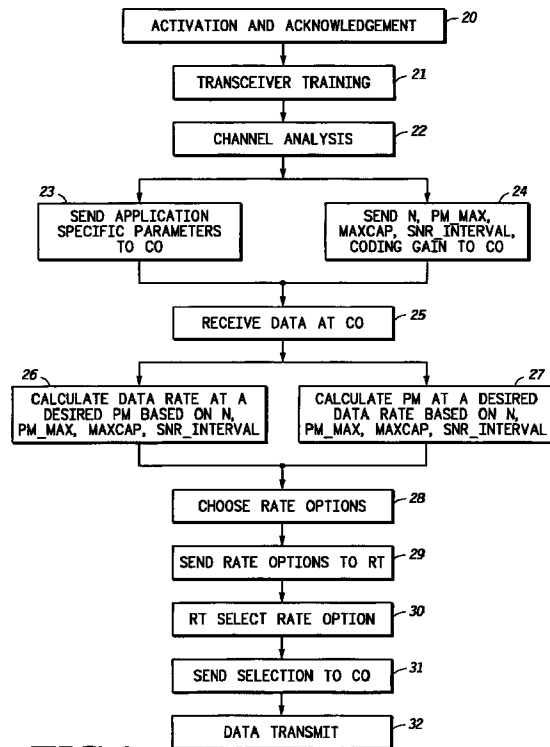 ACTIVATION AND ACKNOWLEDGEMENT
20
TRANSCEIVER TRAINING
21
CHANNEL ANALYSIS
22
23
SEND APPLICATION
SPECIFIC PARAMETERS
TO CO
24
SEND N, PM_MAX,
MAXCAP, SNR_INTERVAL,
CODING GAIN TO CO
RECEIVE DATA AT CO
25
26
CALCULATE DATA RATE AT A
DESIRED PM BASED ON N,
PM_MAX, MAXCAP, SNR_INTERVAL
27
CALCULATE PM AT A DESIRED
DATA RATE BASED ON N,
PM_MAX, MAXCAP, SNR_INTERVAL
CHOOSE RATE OPTIONS
28
SEND RATE OPTIONS TO RT
29
RT SELECT RATE OPTION
30
SEND SELECTION TO CO
31
DATA TRANSMIT
32